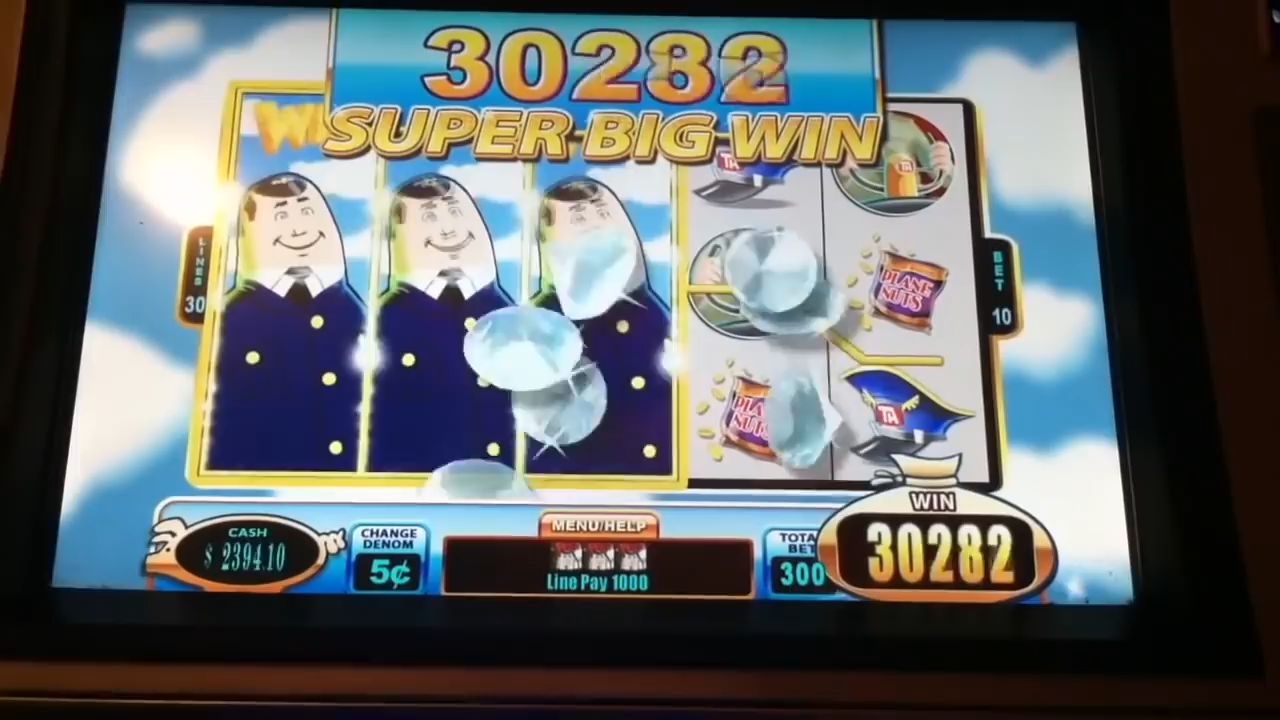 30282
SUPER BIG WIN
TA
TA
LINES
30
PLANE
NUTS
BET
10
TA
WIN
30282
CASH
$ 2394.10
CHANGE
DENOM
5¢
MENU/HELP
Line Pay 1000
BET
300